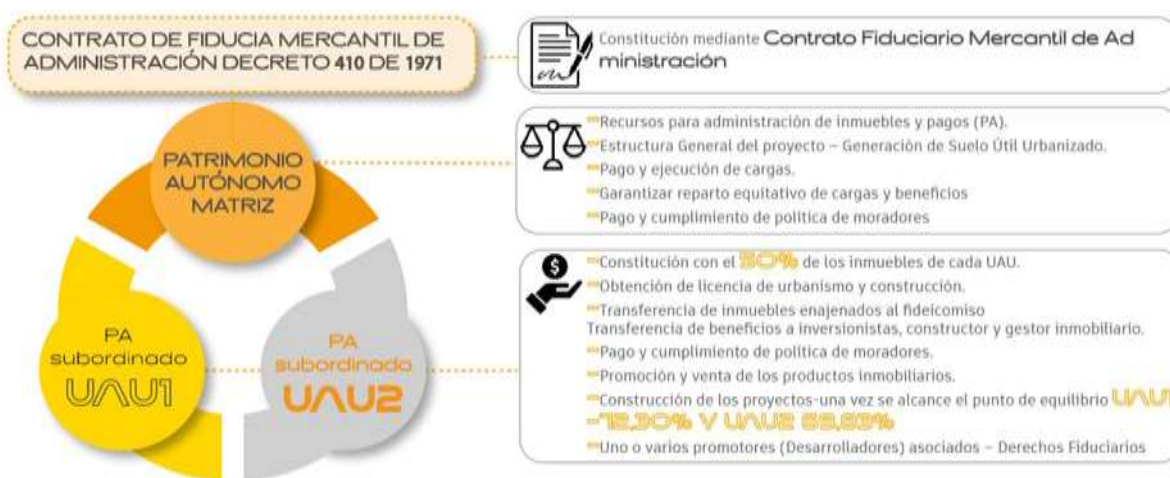 CONTRATO DE FIDUCIA MERCANTIL DE
ADMINISTRACIÓN DECRETO 410 DE 1971
PATRIMONIO
AUTÓNOMO
MATRIZ
PA
subordinado
UAU1
PA
subordinado
UAU2
Constitución mediante Contrato Fiduciario Mercantil de Ad
ministración
Recursos para administración de inmuebles y pagos (PA).
Estructura General del proyecto – Generación de Suelo Útil Urbanizado.
Pago y ejecución de cargas.
Garantizar reparto equitativo de cargas y beneficios
Pago y cumplimiento de política de moradores
Constitución con el 50% de los inmuebles de cada UAU.
Obtención de licencia de urbanismo y construcción.
Transferencia de inmuebles enajenados al fideicomiso
Transferencia de beneficios a inversionistas, constructor y gestor inmobiliario.
Pago y cumplimiento de política de moradores.
Promoción y venta de los productos inmobiliarios.
Construcción de los proyectos-una vez se alcance el punto de equilibrio UAU1
Y UAU2
Uno o varios promotores (Desarrolladores) asociados – Derechos Fiduciarios